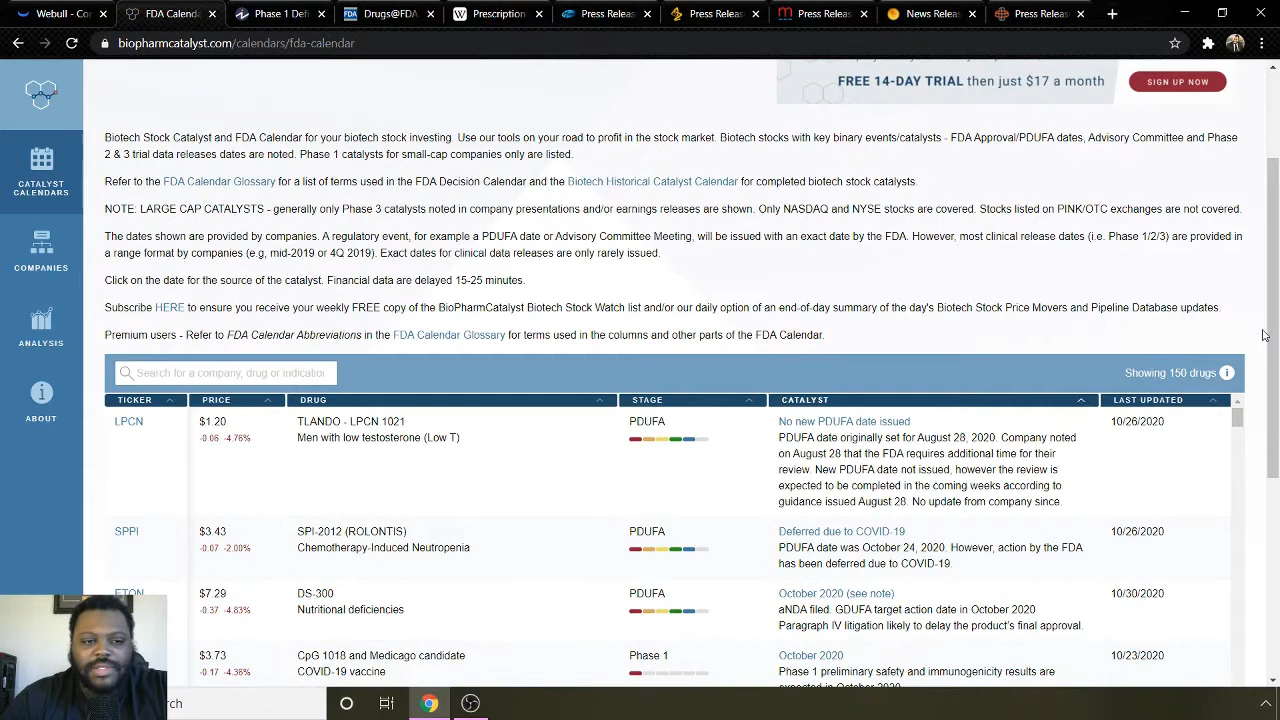 Webull - Co
FDA Calenda
Phase 1 Defi
FDA
Drugs@FDA
W
Prescription
Press Releas
Press Releas
Press Releas
News Releas
Press Releas
biopharmcatalyst.com/calendars/fda-calendar
FREE 14-DAY TRIAL then just $17 a month
SIGN UP NOW
CATALYST
CALENDARS
COMPANIES
ANALYSIS
ABOUT
Biotech Stock Catalyst and FDA Calendar for your biotech stock investing. Use our tools on your road to profit in the stock market. Biotech stocks with key binary events/catalysts - FDA Approval/PDUFA dates, Advisory Committee and Phase
2 & 3 trial data releases dates are noted. Phase 1 catalysts for small-cap companies only are listed.
Refer to the FDA Calendar Glossary for a list of terms used in the FDA Decision Calendar and the Biotech Historical Catalyst Calendar for completed biotech stock catalysts.
NOTE: LARGE CAP CATALYSTS - generally only Phase 3 catalysts noted in company presentations and/or earnings releases are shown. Only NASDAQ and NYSE stocks are covered. Stocks listed on PINK/OTC exchanges are not covered.
The dates shown are provided by companies. A regulatory event, for example a PDUFA date or Advisory Committee Meeting, will be issued with an exact date by the FDA. However, most clinical release dates (i.e. Phase 1/2/3) are provided in
a range format by companies (e.g, mid-2019 or 4Q 2019). Exact dates for clinical data releases are only rarely issued.
Click on the date for the source of the catalyst. Financial data are delayed 15-25 minutes.
Subscribe HERE to ensure you receive your weekly FREE copy of the BioPharmCatalyst Biotech Stock Watch list and/or our daily option of an end-of-day summary of the day's Biotech Stock Price Movers and Pipeline Database updates.
Premium users - Refer to FDA Calendar Abbreviations in the FDA Calendar Glossary for terms used in the columns and other parts of the FDA Calendar.
Search for a company, drug or indication
Showing 150 drugs
TICKER PRICE DRUG STAGE CATALYST LAST UPDATED
LPCN $1.20 TLANDO - LPCN 1021 PDUFA No new PDUFA date issued 10/26/2020
-0.06 -4.76% Men with low testosterone (Low T) PDUFA date originally set for August 28, 2020. Company noted
on August 28 that the FDA requires additional time for their
review. New PDUFA date not issued, however the review is
expected to be completed in the coming weeks according to
guidance issued August 28. No update from company since.
SPPI $3.43 SPI-2012 (ROLONTIS) PDUFA Deferred due to COVID-19 10/26/2020
-0.07 -2.00% Chemotherapy-Induced Neutropenia PDUFA date was October 24, 2020. However, action by the FDA
has been deferred due to COVID-19.
ETON $7.29 DS-300 PDUFA October 2020 (see note) 10/30/2020
-0.37 -4.83% Nutritional deficiencies aNDA filed. GDUFA target action date in October 2020
Paragraph IV litigation likely to delay the product's final approval.
$3.73 CpG 1018 and Medicago candidate Phase 1 October 2020 10/23/2020
-0.17 -4.36% COVID-19 vaccine Phase 1 preliminary safety and immunogenicity results are
expected in October 2020
rch